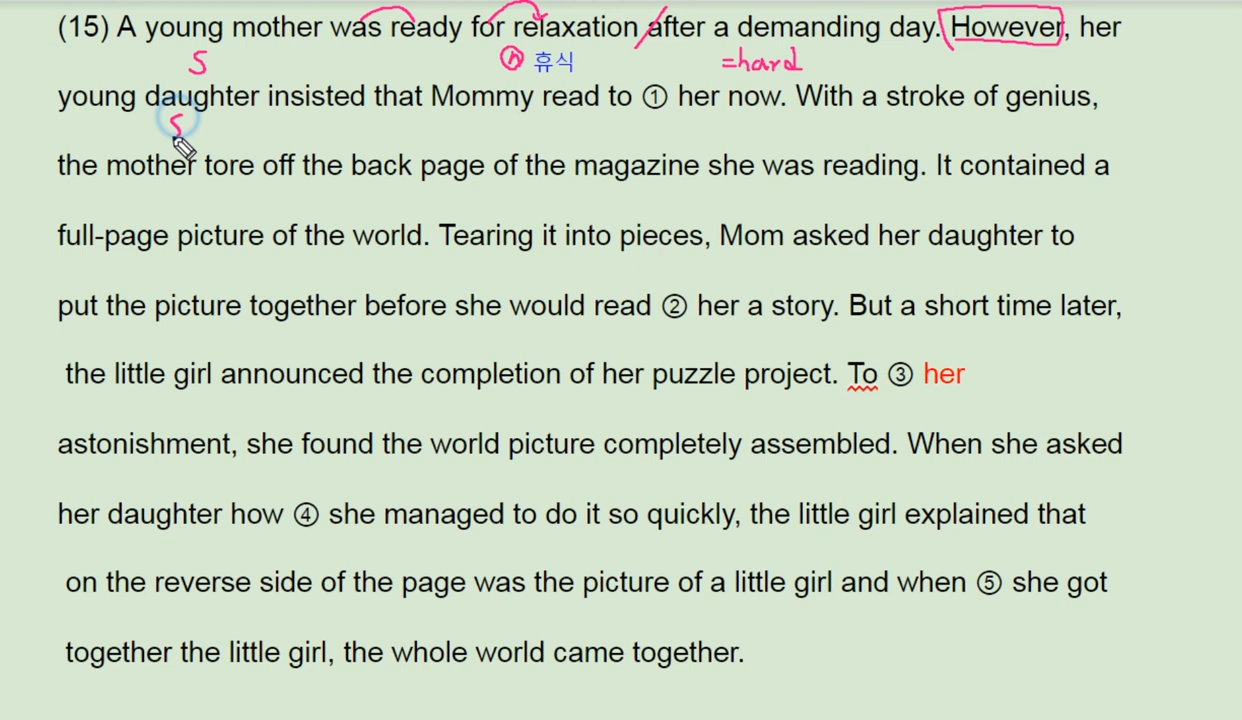 (15) A young mother was ready for relaxation after a demanding day. However, her
S ⓝ 휴식 =hard
young daughter insisted that Mommy read to ① her now. With a stroke of genius,
S
the mother tore off the back page of the magazine she was reading. It contained a
full-page picture of the world. Tearing it into pieces, Mom asked her daughter to
put the picture together before she would read ② her a story. But a short time later,
the little girl announced the completion of her puzzle project. To ③ her
astonishment, she found the world picture completely assembled. When she asked
her daughter how ④ she managed to do it so quickly, the little girl explained that
on the reverse side of the page was the picture of a little girl and when ⑤ she got
together the little girl, the whole world came together.